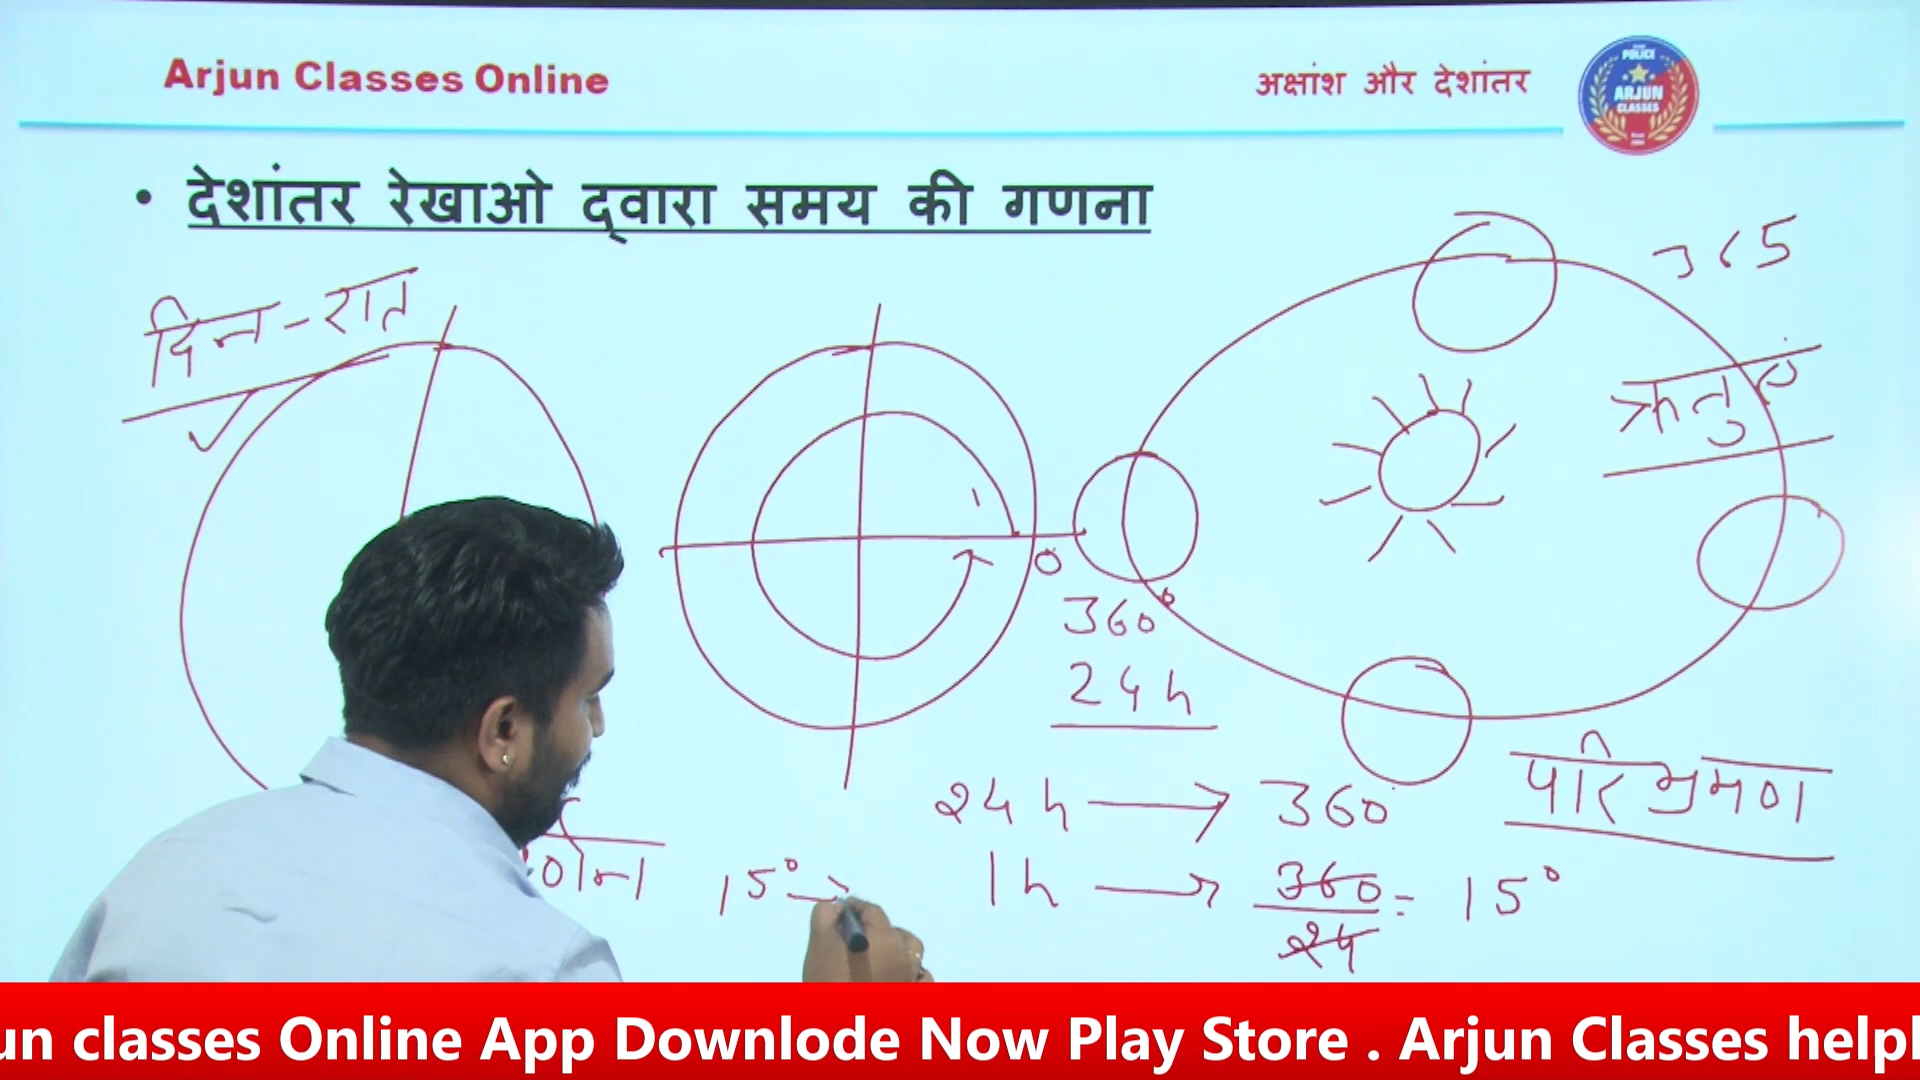 Arjun Classes Online
अक्षांश और देशांतर
POLICE
ARJUN
CLASSES
• देशांतर रेखाओ द्वारा समय की गणना
दिन-रात
365
ऋतुएं
0
360°
24h
परिभ्रमण
24h → 360°
15° →
1h → 360/24 = 15°
un classes Online App Downlode Now Play Store . Arjun Classes helpl